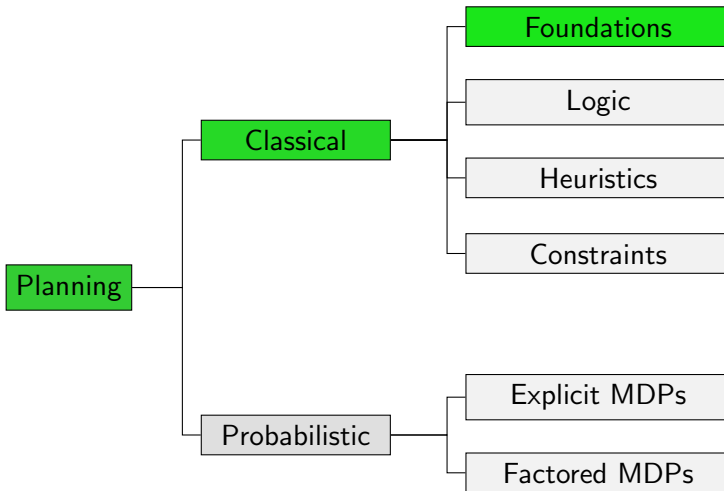 Foundations
Logic
Classical
Heuristics
Constraints
Planning
Explicit MDPs
Probabilistic
Factored MDPs